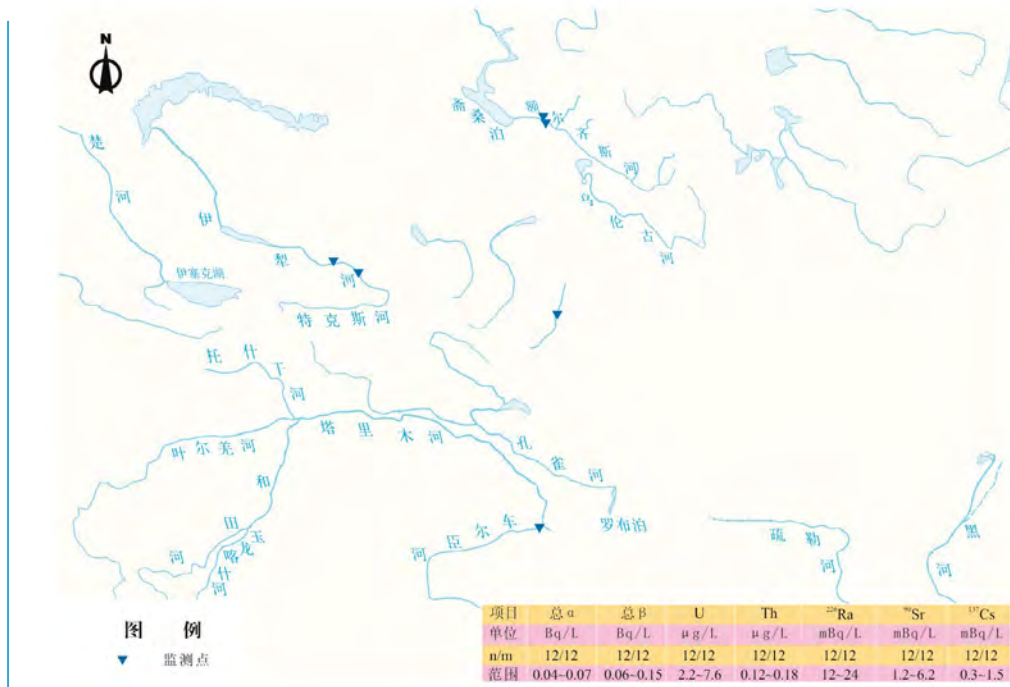 N
斋桑泊
额尔齐斯河
乌伦古河
楚河
伊犁河
伊塞克湖
特克斯河
托什干河
塔里木河
孔雀河
叶尔羌河
和田河
玉龙喀什河
罗布泊
车尔臣河
疏勒河
黑河
图 例
监测点
项目 总α 总β U Th ²²⁶Ra ⁹⁰Sr ¹³⁷Cs
单位 Bq/L Bq/L μg/L μg/L mBq/L mBq/L mBq/L
n/m 12/12 12/12 12/12 12/12 12/12 12/12 12/12
范围 0.04~0.07 0.06~0.15 2.2~7.6 0.12~0.18 12~24 1.2~6.2 0.3~1.5